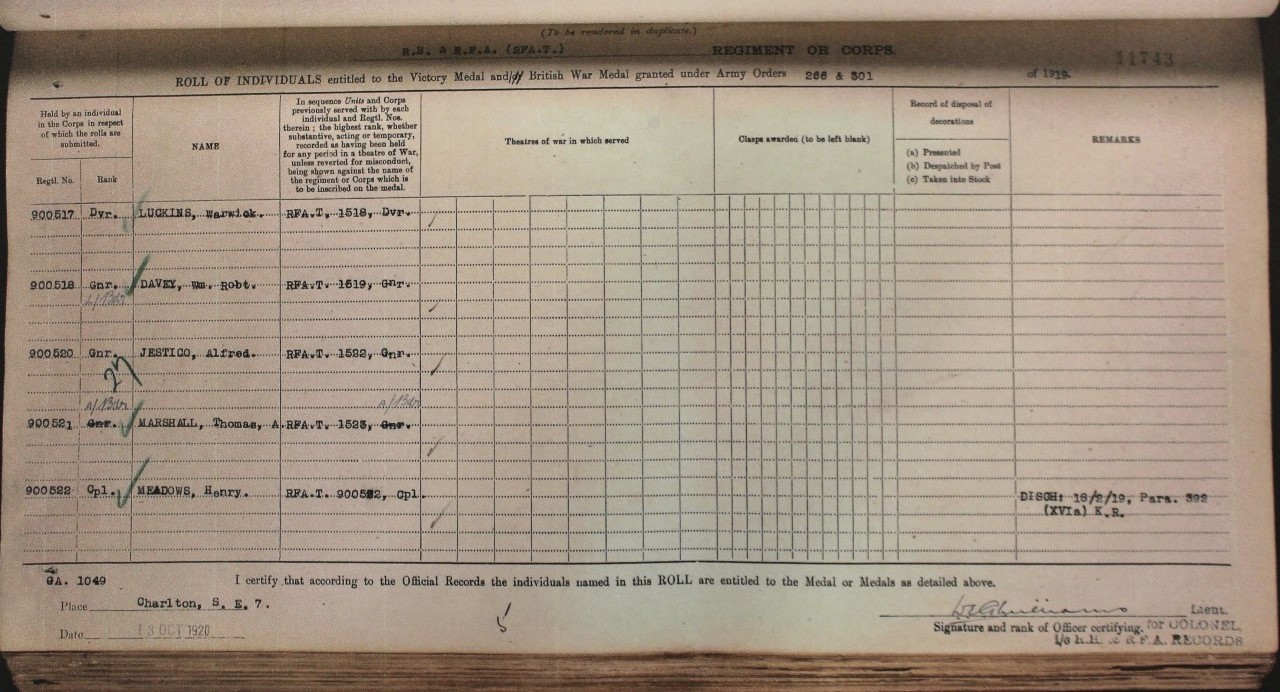 (To be rendered in duplicate.)
R.H. & R.F.A. (RFA.T.) REGIMENT OR CORPS.
11743
ROLL OF INDIVIDUALS entitled to the Victory Medal and/or British War Medal granted under Army Orders 266 & 301 of 1919.
Held by an individual
in the Corps in respect
of which the rolls are
submitted.
Regtl. No.
Rank
NAME
In sequence Units and Corps
previously served with by each
individual and Regtl. Nos.
therein; the highest rank, whether
substantive, acting or temporary,
recorded as having been held
for any period in a theatre of War,
unless reverted for misconduct,
being shown against the name of
the regiment or Corps which is
to be inscribed on the medal.
Theatres of war in which served
Clasps awarded (to be left blank)
Record of disposal of
decorations
(a) Presented
(b) Despatched by Post
(c) Taken into Stock
REMARKS
900517 Dvr. LUCKINS, Warwick. RFA.T. 1518, Dvr.
900518 Gnr. DAVEY, Wm. Robt. RFA.T. 1519, Gnr.
L/Bdr
900520 Gnr. JESTICO, Alfred. RFA.T. 1522, Gnr.
27
A/Bdr A/Bdr
900521 Gnr. MARSHALL, Thomas, A. RFA.T. 1523, Gnr.
900522 Cpl. MEADOWS, Henry. RFA.T. 900522, Cpl.
DISCH: 18/2/19, Para. 392
(XVIa) K.R.
GA. 1049
I certify that according to the Official Records the individuals named in this ROLL are entitled to the Medal or Medals as detailed above.
Place Charlton, S. E. 7.
Date 13 OCT 1920
Lieut.
Signature and rank of Officer certifying.
for COLONEL,
i/c R.H. & R.F.A. RECORDS